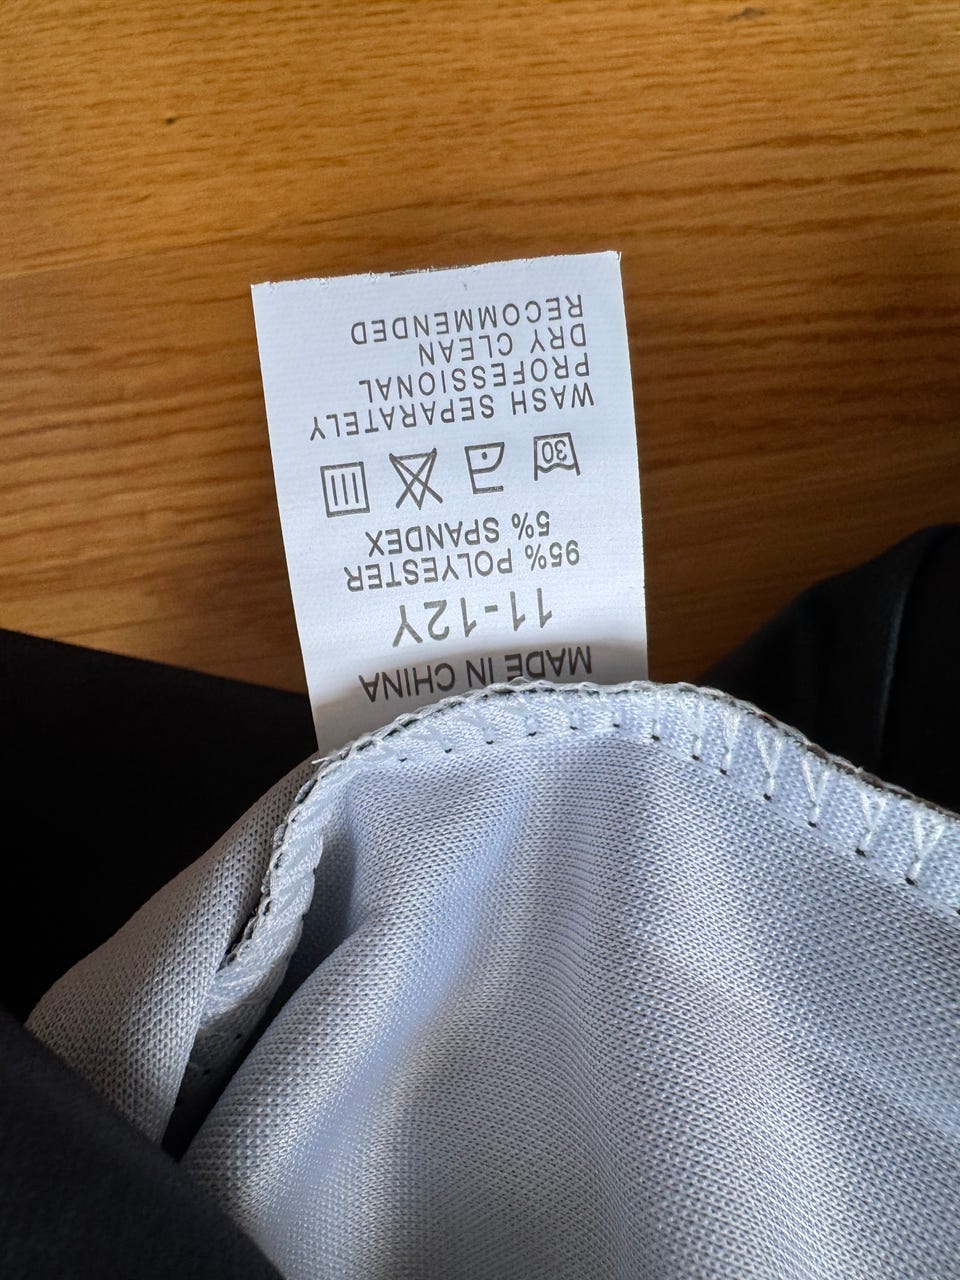 MADE IN CHINA
11-12Y
95% POLYESTER
5% SPANDEX
30
WASH SEPARATELY
PROFESSIONAL
DRY CLEAN
RECOMMENDED